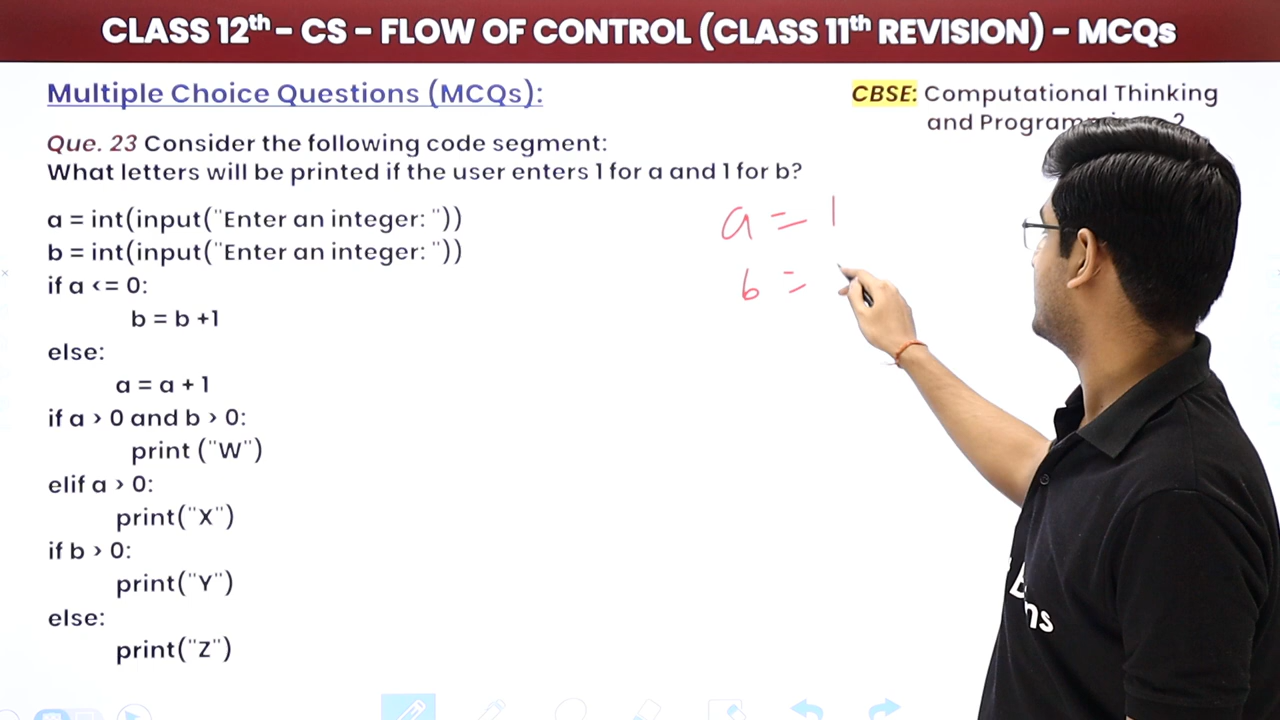 CLASS 12th - CS - FLOW OF CONTROL (CLASS 11th REVISION) - MCQs
Multiple Choice Questions (MCQs):
CBSE: Computational Thinking
and
2
Que. 23 Consider the following code segment:
What letters will be printed if the user enters 1 for a and 1 for b?
a = int(input("Enter an integer: "))
b = int(input("Enter an integer: "))
if a <= 0:
b = b +1
else:
a = a + 1
if a > 0 and b > 0:
print ("W")
elif a > 0:
print("X")
if b > 0:
print("Y")
else:
print("Z")
a = 1
b =